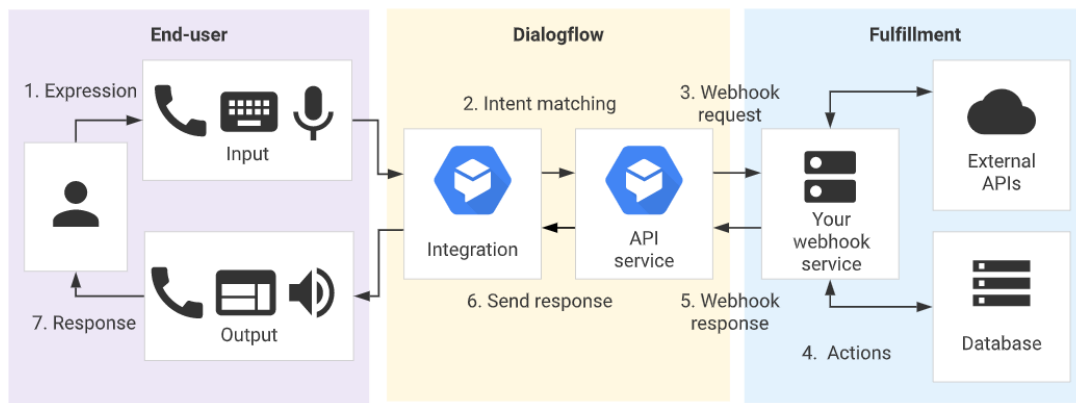 End-user
Dialogflow
Fulfillment
1. Expression
Input
2. Intent matching
3. Webhook
request
Integration
API
service
Your
webhook
service
External
APIs
7. Response
Output
6. Send response
5. Webhook
response
4. Actions
Database